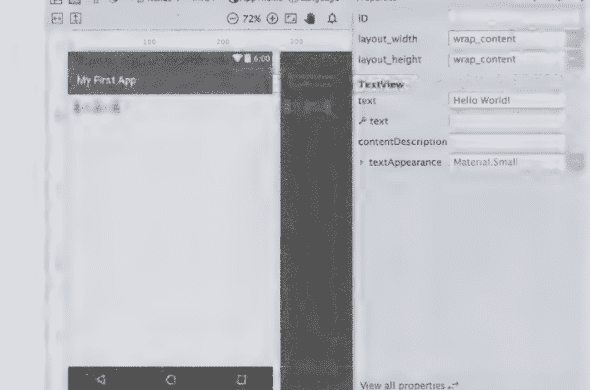 72%
100 200 300
6:00
My First App
ID
layout_width wrap_content
layout_height wrap_content
TextView
text Hello World!
text
contentDescription
textAppearance Material.Small
View all properties